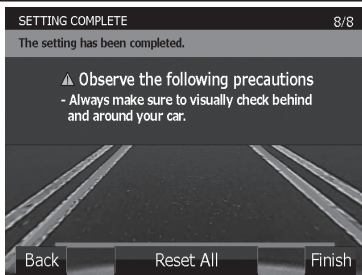 SETTING COMPLETE 8/8
The setting has been completed.
⚠ Observe the following precautions
- Always make sure to visually check behind
and around your car.
Back Reset All Finish